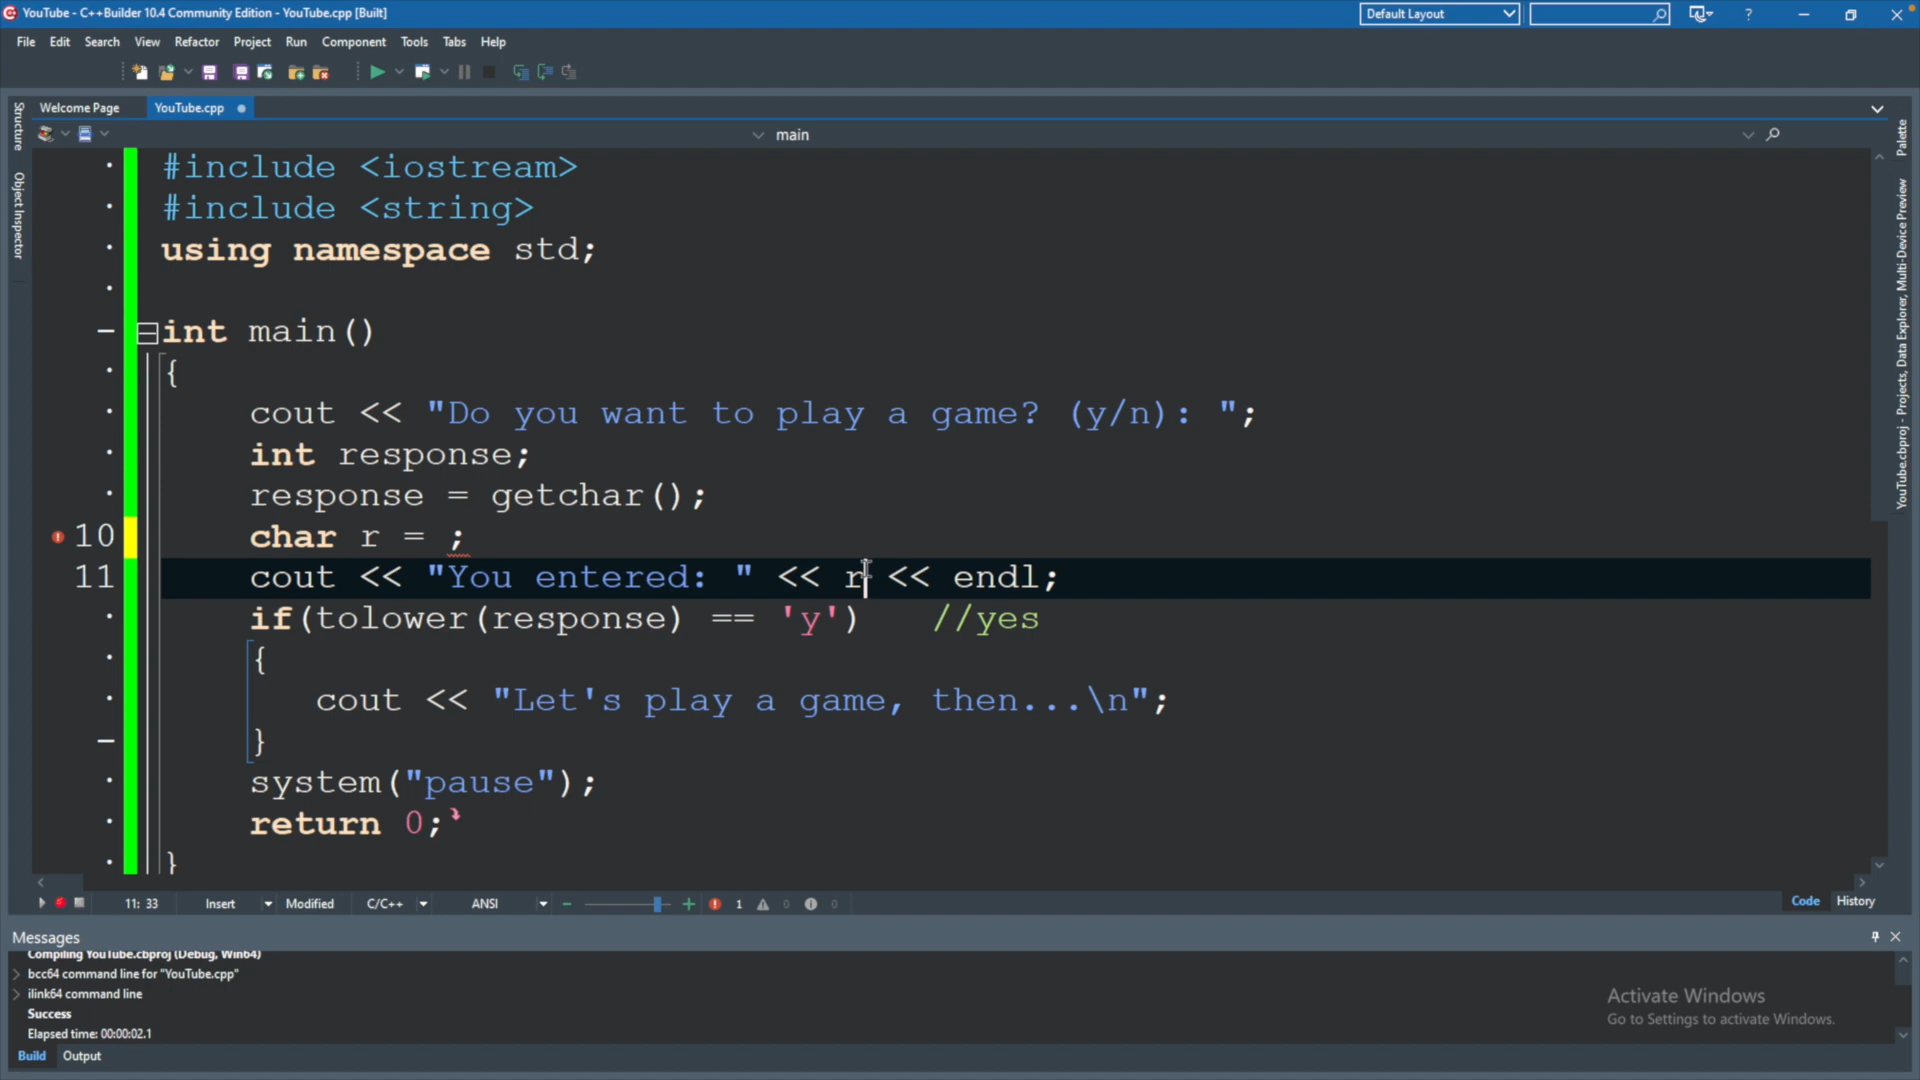 YouTube - C++Builder 10.4 Community Edition - YouTube.cpp [Built]
Default Layout
?
File Edit Search View Refactor Project Run Component Tools Tabs Help
Welcome Page YouTube.cpp
main
Structure
Object Inspector
Palette
YouTube.cbproj - Projects, Data Explorer, Multi-Device Preview
#include <iostream>
#include <string>
using namespace std;
int main()
{
cout << "Do you want to play a game? (y/n): ";
int response;
response = getchar();
10 char r = ;
11 cout << "You entered: " << r << endl;
if(tolower(response) == 'y') //yes
{
cout << "Let's play a game, then...\n";
}
system("pause");
return 0;
}
11: 33 Insert Modified C/C++ ANSI 1 0 0
Code History
Messages
Compiling YouTube.cbproj (Debug, Win64)
bcc64 command line for "YouTube.cpp"
ilink64 command line
Success
Elapsed time: 00:00:02.1
Build Output
Activate Windows
Go to Settings to activate Windows.